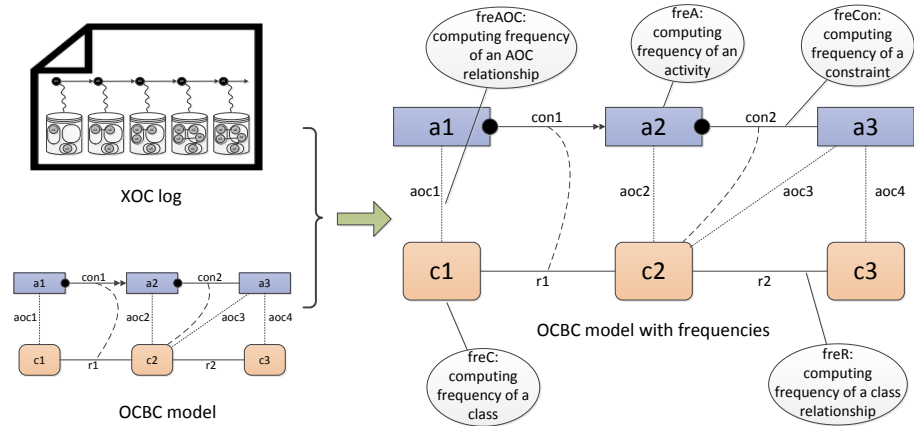 XOC log
a1
con1
a2
con2
a3
aoc1
aoc2
aoc3
aoc4
c1
r1
c2
r2
c3
OCBC model
freAOC:
computing frequency
of an AOC
relationship
freA:
computing
frequency of an
activity
freCon:
computing
frequency of a
constraint
a1
con1
a2
con2
a3
aoc1
aoc2
aoc3
aoc4
c1
r1
c2
r2
c3
OCBC model with frequencies
freC:
computing
frequency of a
class
freR:
computing
frequency of a class
relationship